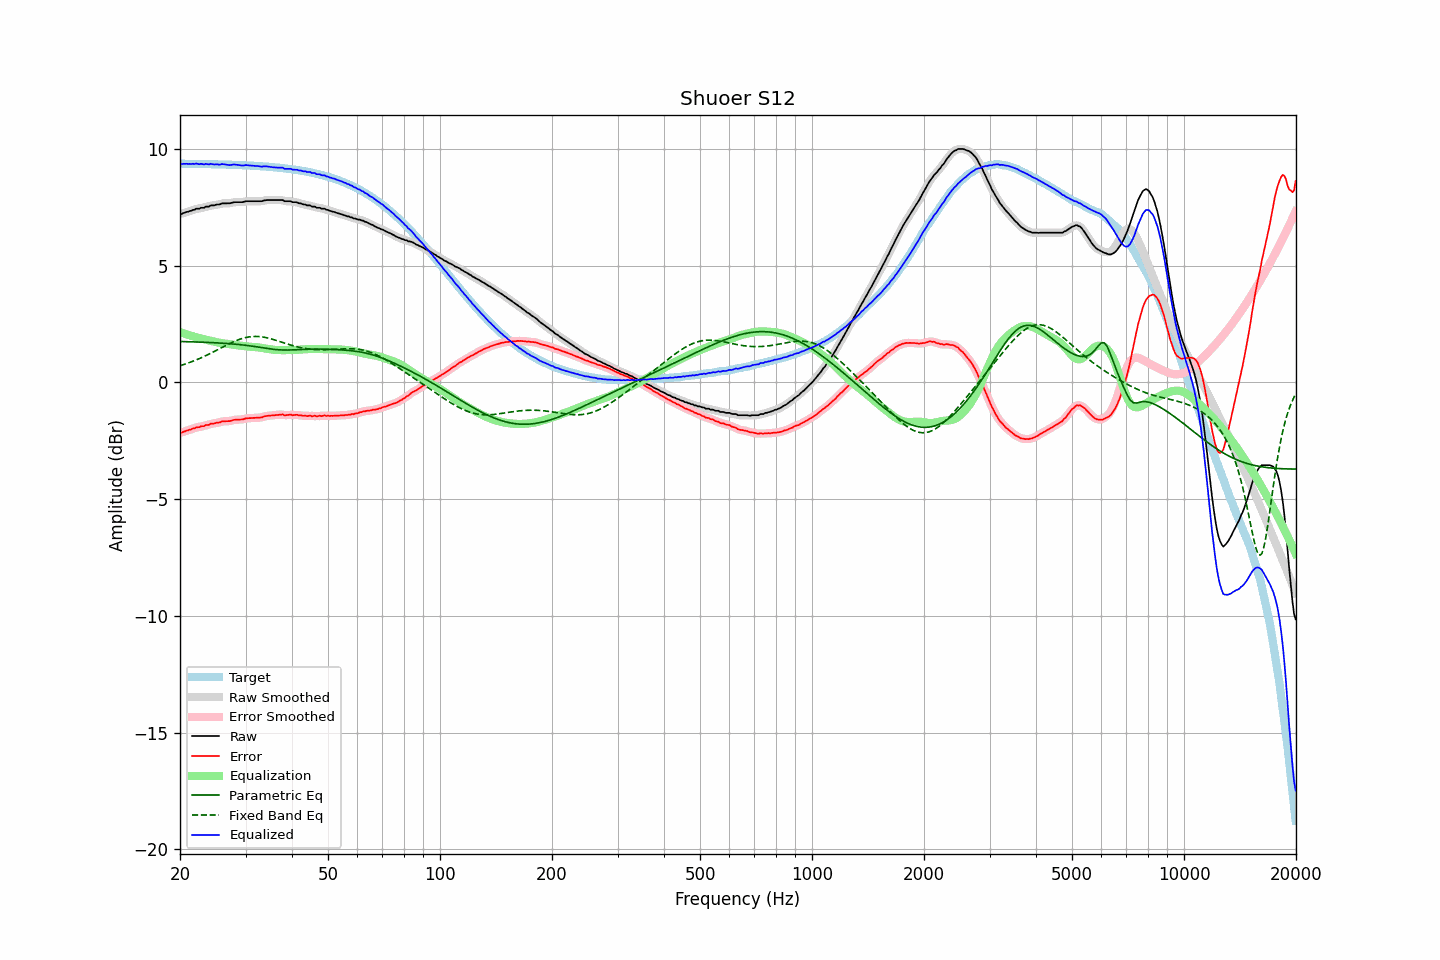 Shuoer S12
Amplitude (dBr)
10
5
0
−5
−10
−15
−20
Target
Raw Smoothed
Error Smoothed
Raw
Error
Equalization
Parametric Eq
Fixed Band Eq
Equalized
20 50 100 200 500 1000 2000 5000 10000 20000
Frequency (Hz)